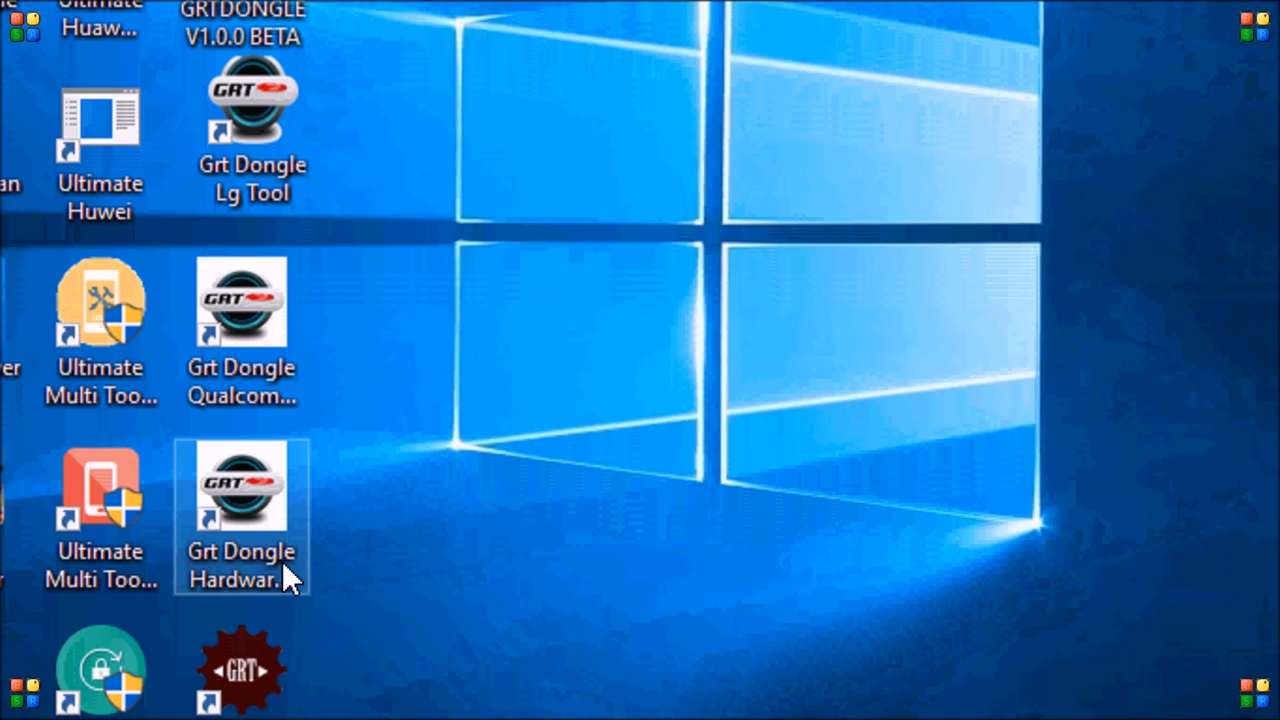 Ultimate
Huaw...
GRTDONGLE
V1.0.0 BETA
GRT
Grt Dongle
Lg Tool
an
Ultimate
Huwei
GRT
Ultimate
Multi Too...
Grt Dongle
Qualcom...
er
GRT
Ultimate
Multi Too...
Grt Dongle
Hardwar...
GRT
B
S R
B
S R
B
S R
B
S R